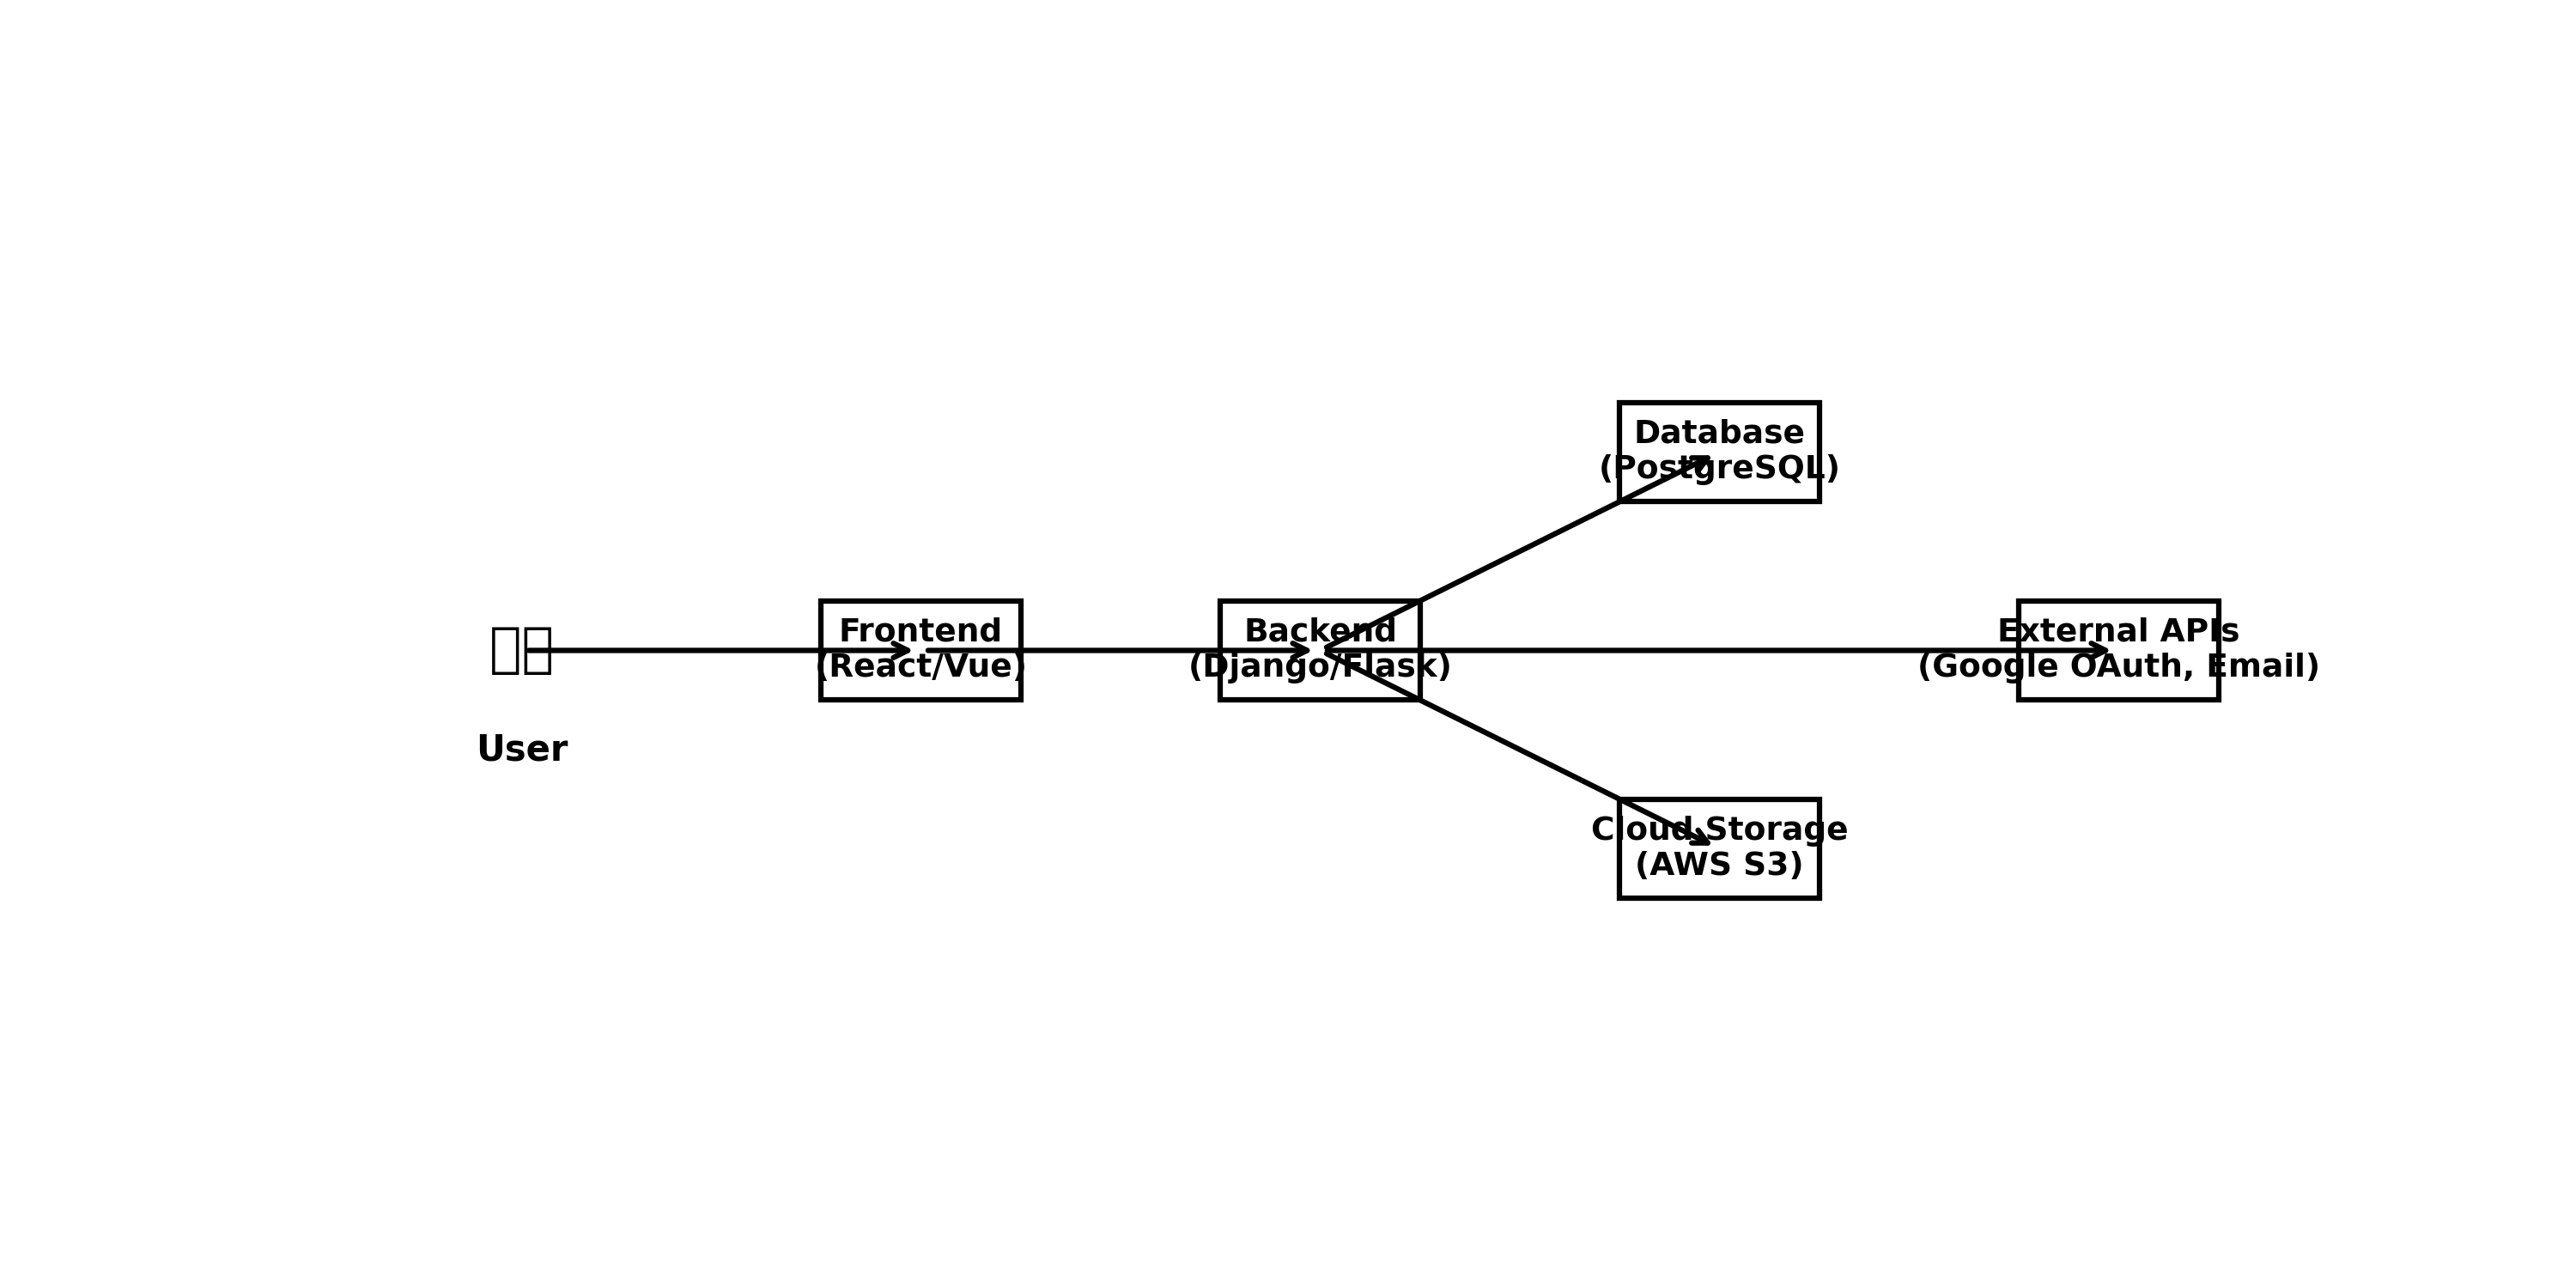 User
Frontend
(React/Vue)
Backend
(Django/Flask)
Database
(PostgreSQL)
Cloud Storage
(AWS S3)
External APIs
(Google OAuth, Email)